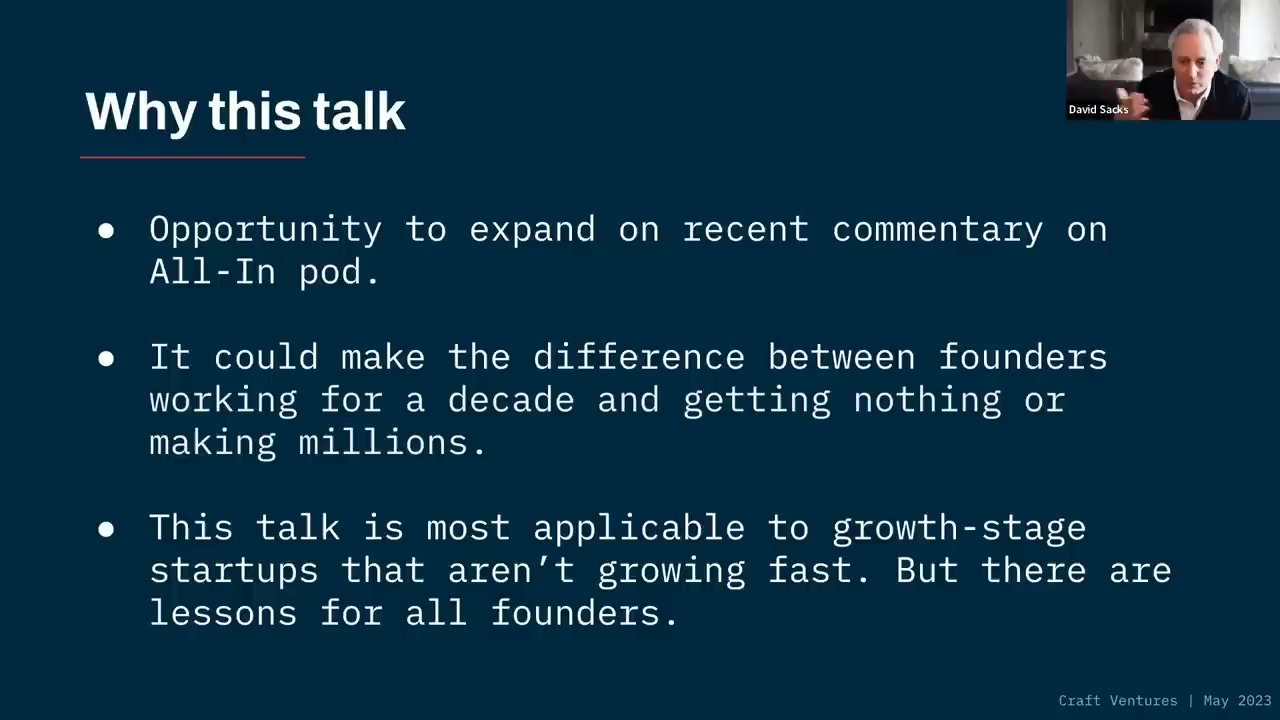 Why this talk
David Sacks
● Opportunity to expand on recent commentary on
All-In pod.
● It could make the difference between founders
working for a decade and getting nothing or
making millions.
● This talk is most applicable to growth-stage
startups that aren’t growing fast. But there are
lessons for all founders.
Craft Ventures | May 2023